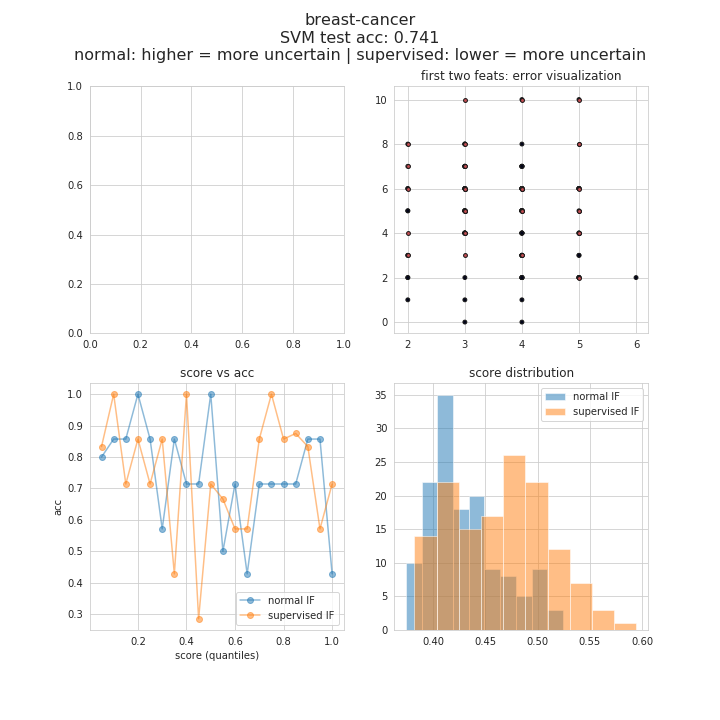 breast-cancer
SVM test acc: 0.741
normal: higher = more uncertain | supervised: lower = more uncertain
1.0
0.8
0.6
0.4
0.2
0.0
0.0 0.2 0.4 0.6 0.8 1.0
first two feats: error visualization
10
8
6
4
2
0
2 3 4 5 6
score vs acc
1.0
0.9
0.8
0.7
0.6
0.5
0.4
0.3
acc
normal IF
supervised IF
0.2 0.4 0.6 0.8 1.0
score (quantiles)
score distribution
35
30
25
20
15
10
5
0
normal IF
supervised IF
0.40 0.45 0.50 0.55 0.60